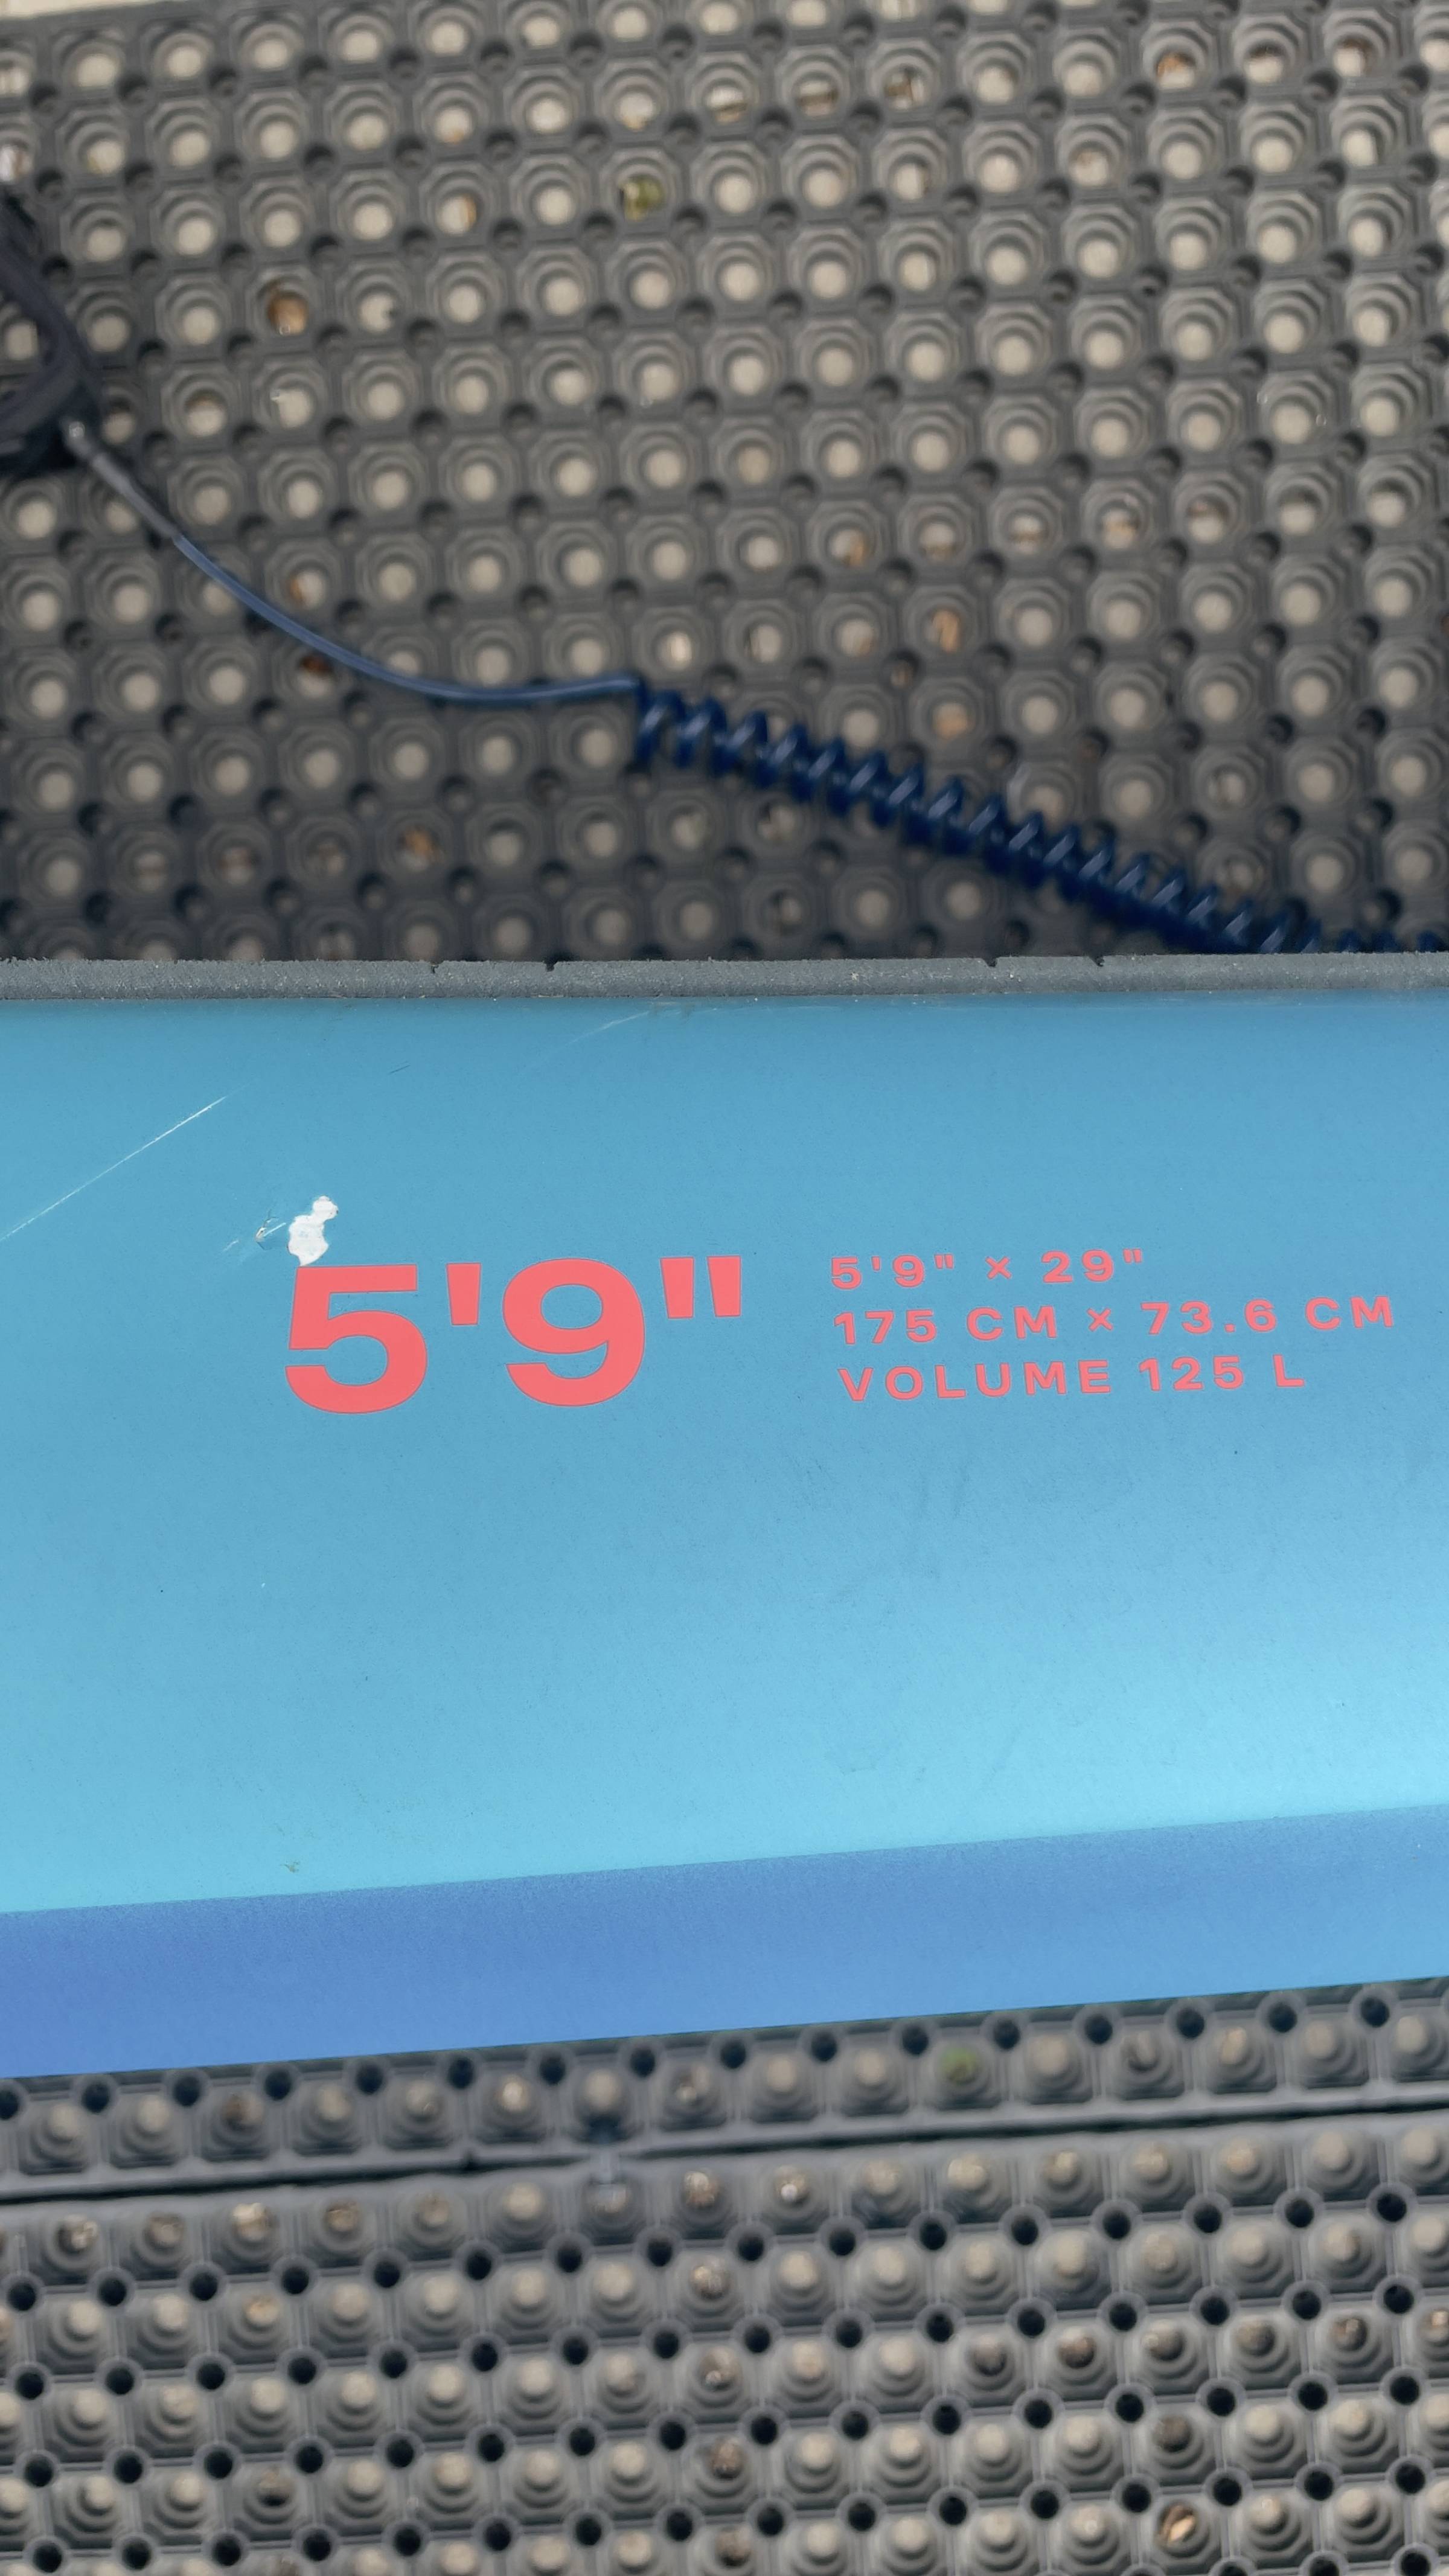 5'9"
5'9" × 29"
175 CM × 73.6 CM
VOLUME 125 L